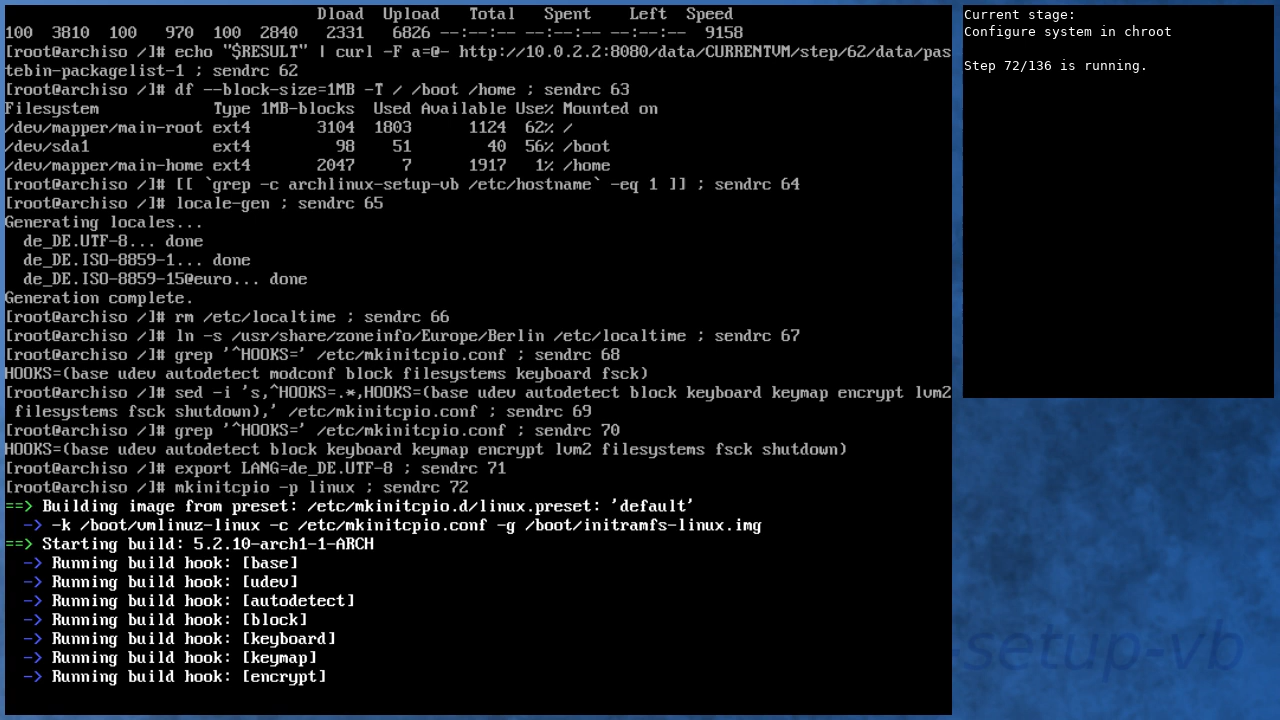 Dload  Upload   Total   Spent    Left  Speed
100  3810  100   970  100  2840   2331   6826 --:--:-- --:--:-- --:--:--  9158
[root@archiso /]# echo "$RESULT" | curl -F a=@- http://10.0.2.2:8080/data/CURRENTVM/step/62/data/pas
tebin-packagelist-1 ; sendrc 62
[root@archiso /]# df --block-size=1MB -T / /boot /home ; sendrc 63
Filesystem            Type 1MB-blocks  Used Available Use% Mounted on
/dev/mapper/main-root ext4       3104  1803      1124  62% /
/dev/sda1             ext4         98    51        40  56% /boot
/dev/mapper/main-home ext4       2047     7      1917   1% /home
[root@archiso /]# [[ `grep -c archlinux-setup-vb /etc/hostname` -eq 1 ]] ; sendrc 64
[root@archiso /]# locale-gen ; sendrc 65
Generating locales...
  de_DE.UTF-8... done
  de_DE.ISO-8859-1... done
  de_DE.ISO-8859-15@euro... done
Generation complete.
[root@archiso /]# rm /etc/localtime ; sendrc 66
[root@archiso /]# ln -s /usr/share/zoneinfo/Europe/Berlin /etc/localtime ; sendrc 67
[root@archiso /]# grep '^HOOKS=' /etc/mkinitcpio.conf ; sendrc 68
HOOKS=(base udev autodetect modconf block filesystems keyboard fsck)
[root@archiso /]# sed -i 's,^HOOKS=.*,HOOKS=(base udev autodetect block keyboard keymap encrypt lvm2
 filesystems fsck shutdown),' /etc/mkinitcpio.conf ; sendrc 69
[root@archiso /]# grep '^HOOKS=' /etc/mkinitcpio.conf ; sendrc 70
HOOKS=(base udev autodetect block keyboard keymap encrypt lvm2 filesystems fsck shutdown)
[root@archiso /]# export LANG=de_DE.UTF-8 ; sendrc 71
[root@archiso /]# mkinitcpio -p linux ; sendrc 72
==> Building image from preset: /etc/mkinitcpio.d/linux.preset: 'default'
  -> -k /boot/vmlinuz-linux -c /etc/mkinitcpio.conf -g /boot/initramfs-linux.img
==> Starting build: 5.2.10-arch1-1-ARCH
  -> Running build hook: [base]
  -> Running build hook: [udev]
  -> Running build hook: [autodetect]
  -> Running build hook: [block]
  -> Running build hook: [keyboard]
  -> Running build hook: [keymap]
  -> Running build hook: [encrypt]
Current stage:
Configure system in chroot
Step 72/136 is running.
-setup-vb